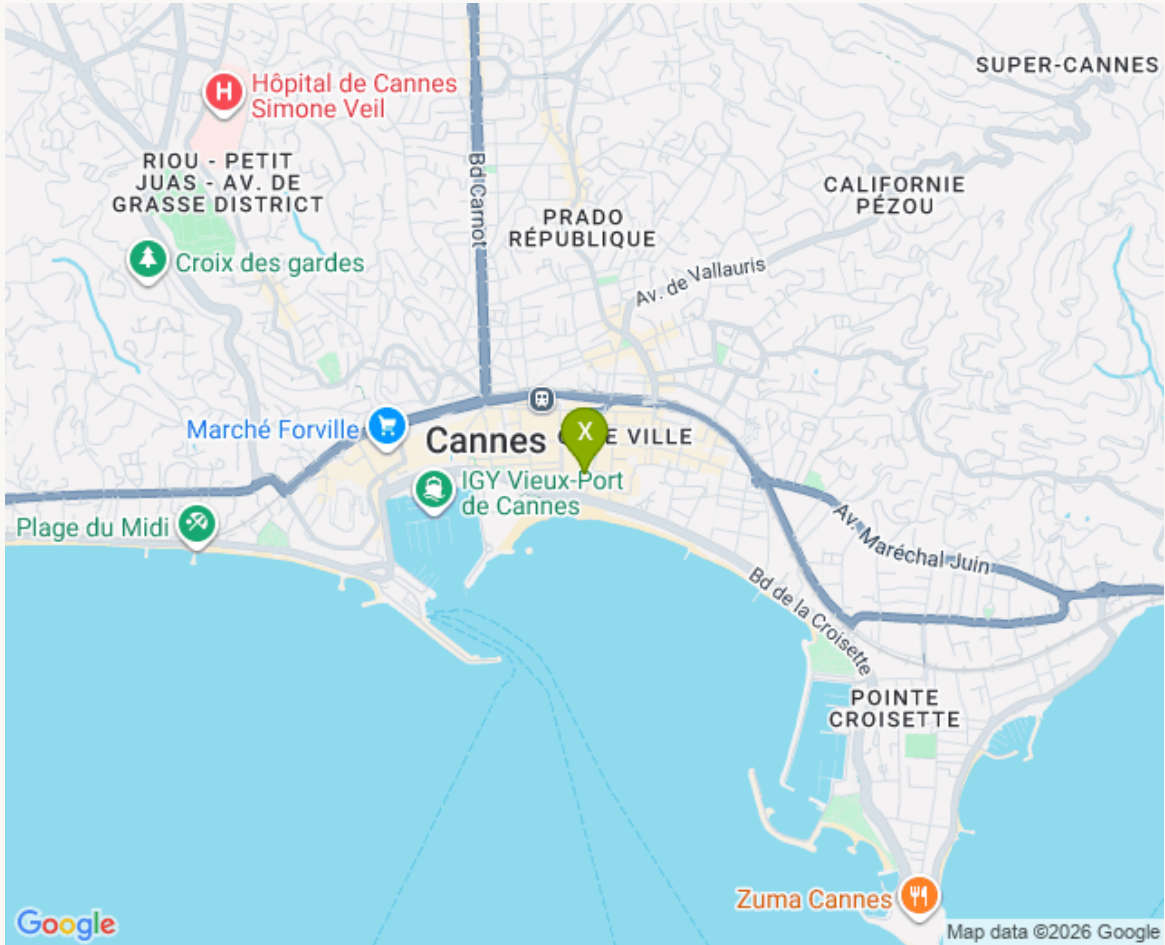 SUPER-CANNES
Hôpital de Cannes
Simone Veil
H
RIOU - PETIT
JUAS - AV. DE
GRASSE DISTRICT
Bd Carnot
CALIFORNIE
PÉZOU
PRADO
RÉPUBLIQUE
Croix des gardes
Av. de Vallauris
Marché Forville
Cannes
X
E VILLE
IGY Vieux-Port
de Cannes
Plage du Midi
Av. Maréchal Juin
Bd de la Croisette
POINTE
CROISETTE
Zuma Cannes
Google
Map data ©2026 Google